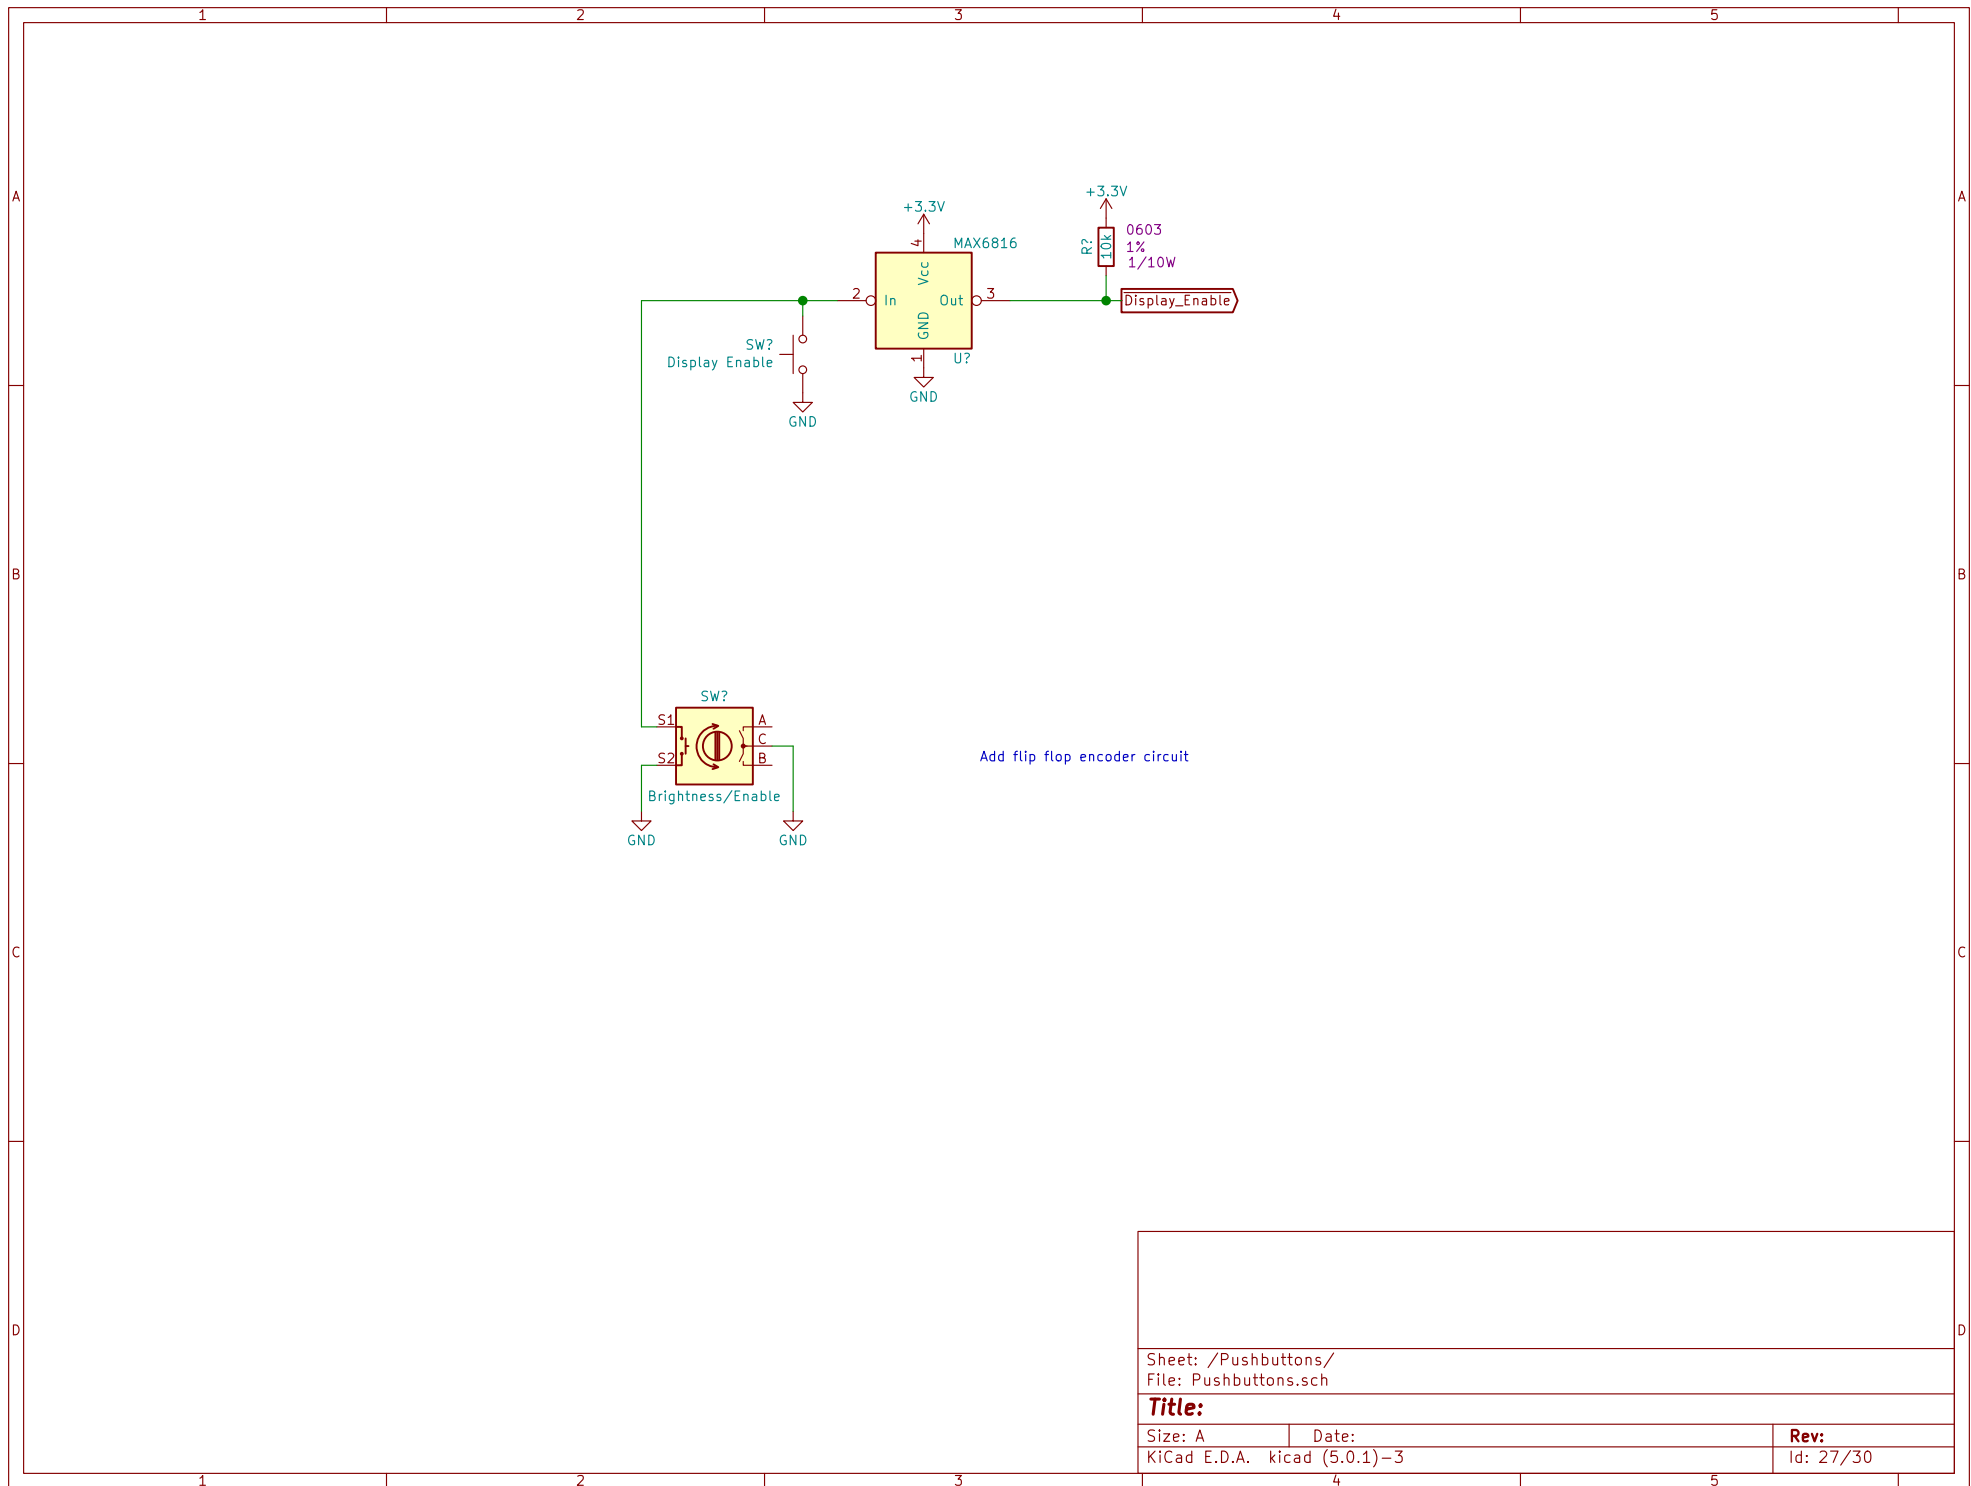 1 2 3 4 5
A A
+3.3V
+3.3V
0603
MAX6816
4
R?
10k
1%
1/10W
Vcc
2 In Out 3
Display_Enable
GND
SW?
Display Enable
1
U?
GND
GND
B B
SW?
S1 A
C
S2 B
Add flip flop encoder circuit
Brightness/Enable
GND GND
C C
D D
Sheet: /Pushbuttons/
File: Pushbuttons.sch
Title:
Size: A Date: Rev:
KiCad E.D.A. kicad (5.0.1)-3 Id: 27/30
1 2 3 4 5